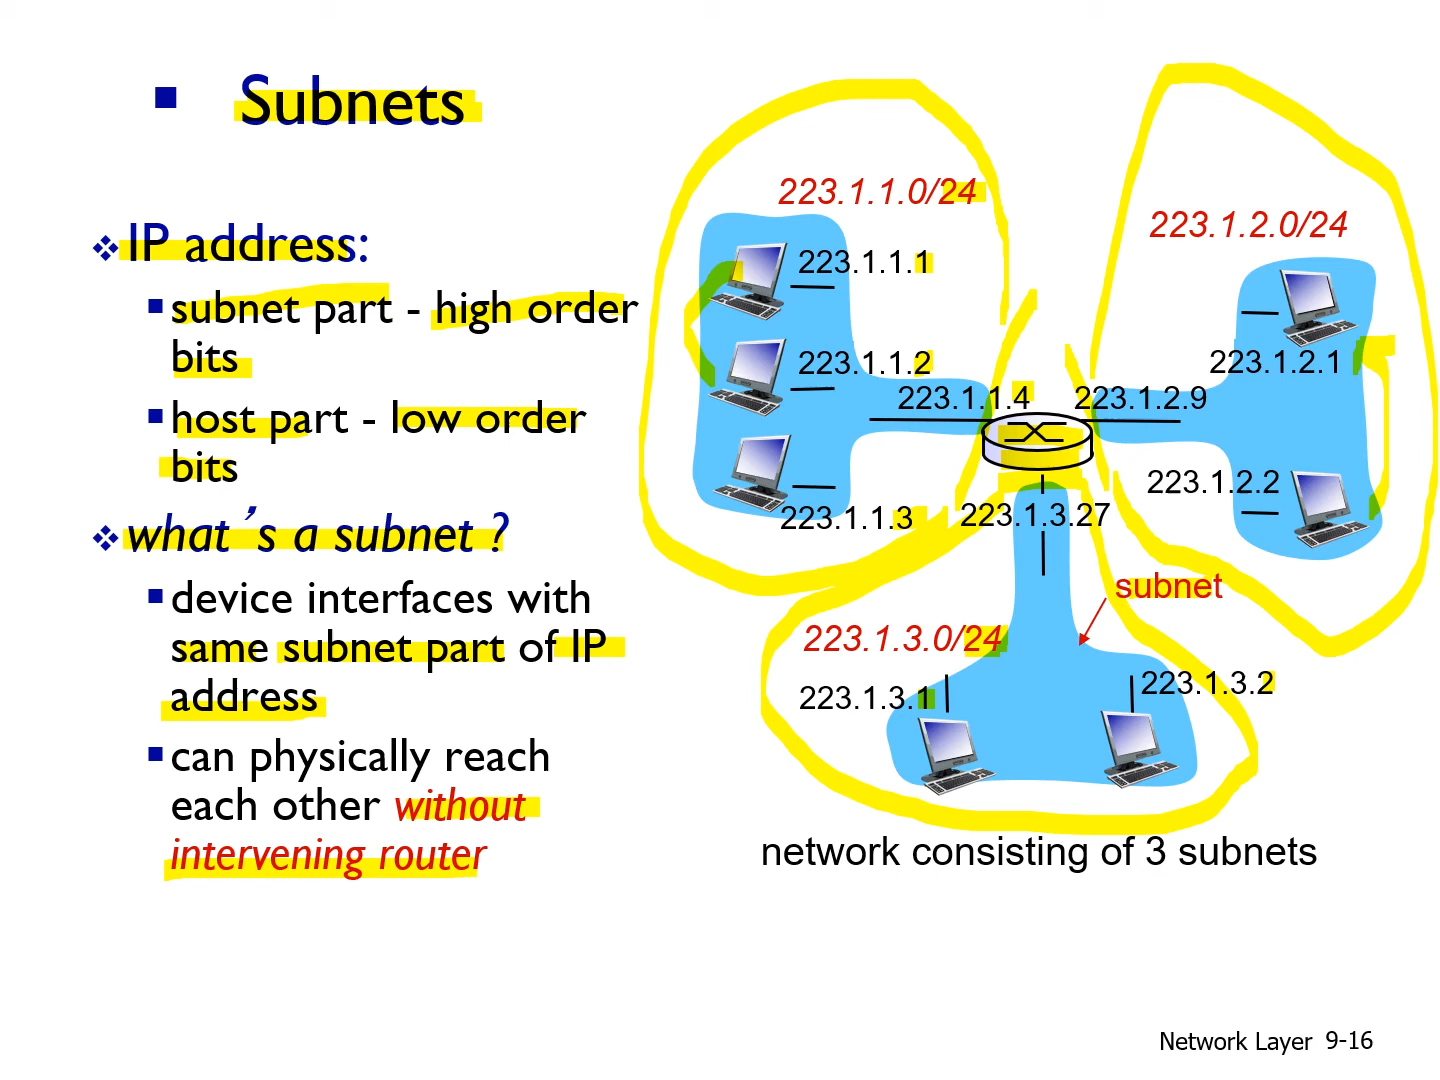 ▪ Subnets
❖ IP address:
▪ subnet part - high order
bits
▪ host part - low order
bits
❖ what ’s a subnet ?
▪ device interfaces with
same subnet part of IP
address
▪ can physically reach
each other without
intervening router
223.1.1.0/24
223.1.1.1
223.1.1.2
223.1.1.4
223.1.1.3
223.1.2.0/24
223.1.2.1
223.1.2.9
223.1.2.2
223.1.3.27
subnet
223.1.3.0/24
223.1.3.1
223.1.3.2
network consisting of 3 subnets
Network Layer 9-16